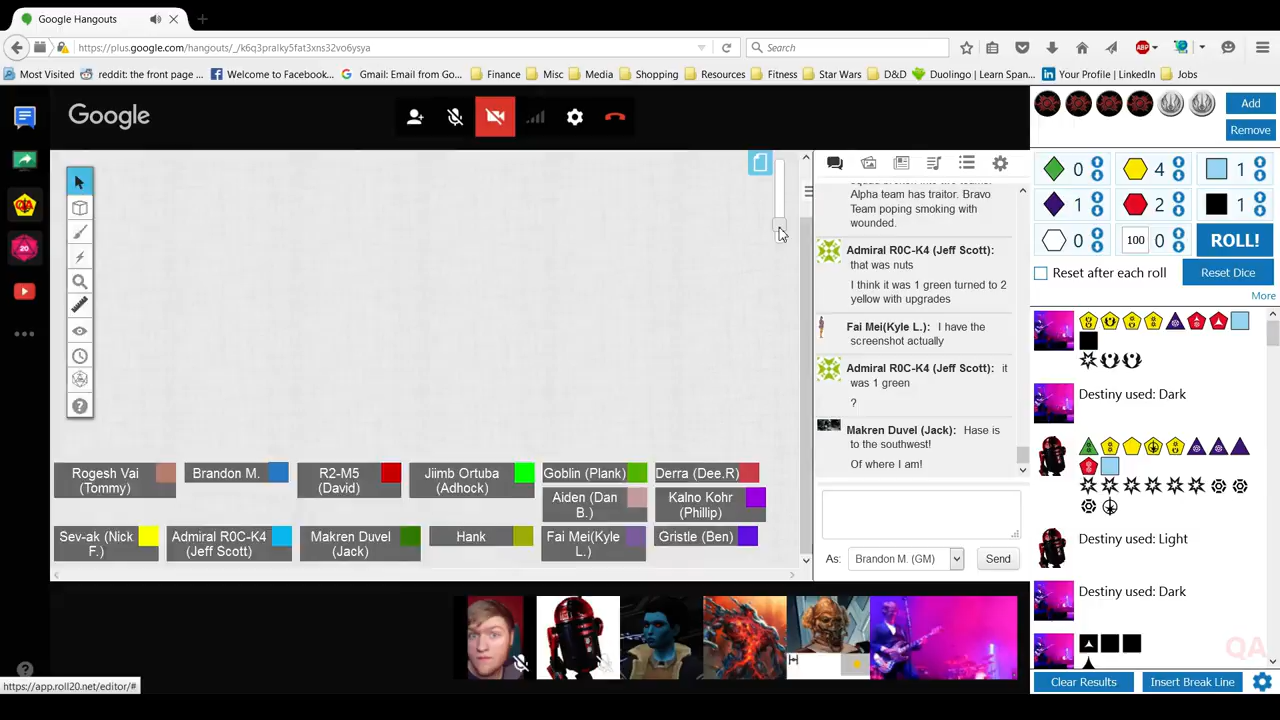 Google Hangouts
https://plus.google.com/hangouts/_/k6q3pralky5fat3xns32vo6ysya
Search
ABP
Most Visited
reddit: the front page ...
Welcome to Facebook...
Gmail: Email from Go...
Finance
Misc
Media
Shopping
Resources
Fitness
Star Wars
D&D
Duolingo | Learn Span...
Your Profile | LinkedIn
Jobs
Google
Add
Remove
0
4
1
1
2
1
0
100
0
ROLL!
Reset after each roll
Reset Dice
More
Alpha team has traitor. Bravo
Team poping smoking with
wounded.
Admiral R0C-K4 (Jeff Scott):
that was nuts
I think it was 1 green turned to 2
yellow with upgrades
Fai Mei(Kyle L.): I have the
screenshot actually
Admiral R0C-K4 (Jeff Scott): it
was 1 green
?
Makren Duvel (Jack): Hase is
to the southwest!
Of where I am!
As:
Brandon M. (GM)
Send
Destiny used: Dark
Destiny used: Light
Destiny used: Dark
Rogesh Vai
(Tommy)
Brandon M.
R2-M5
(David)
Jiimb Ortuba
(Adhock)
Goblin (Plank)
Derra (Dee.R)
Aiden (Dan
B.)
Kalno Kohr
(Phillip)
Sev-ak (Nick
F.)
Admiral R0C-K4
(Jeff Scott)
Makren Duvel
(Jack)
Hank
Fai Mei(Kyle
L.)
Gristle (Ben)
20
?
https://app.roll20.net/editor/#
QA
Clear Results
Insert Break Line